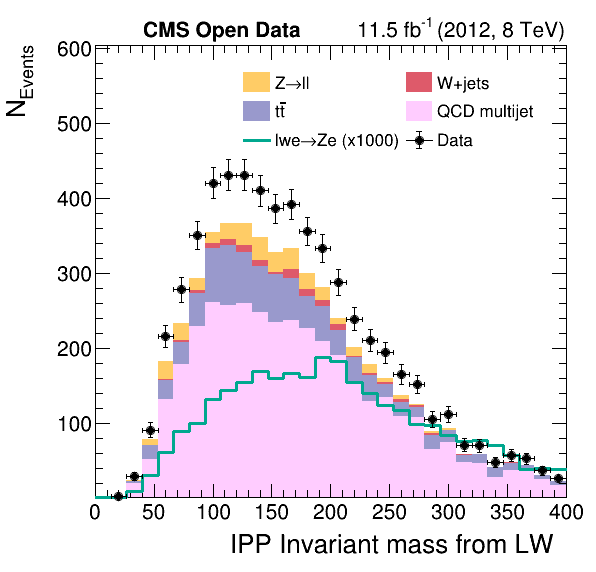 CMS Open Data 11.5 fb⁻¹ (2012, 8 TeV)
N_Events
600
500
400
300
200
100
Z→ll W+jets
tt̄ QCD multijet
lwe→Ze (x1000) Data
0 50 100 150 200 250 300 350 400
IPP Invariant mass from LW